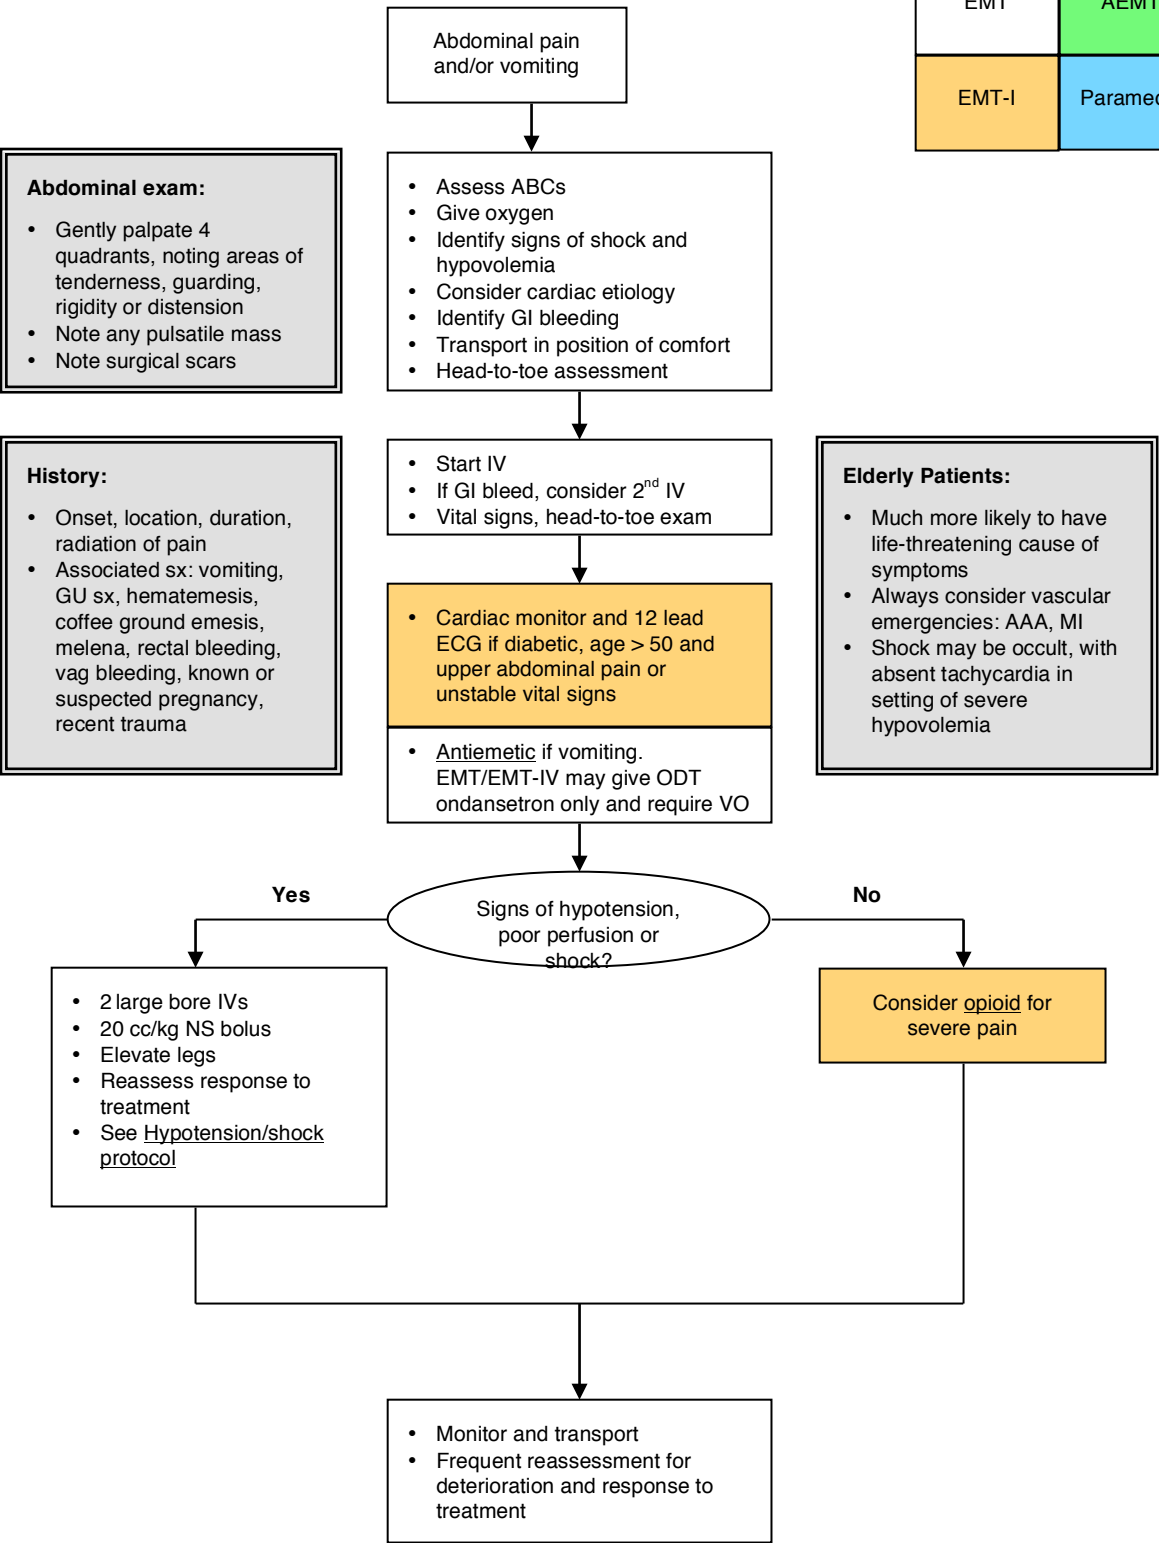 Abdominal pain
and/or vomiting
EMT
AEMT
EMT-I
Abdominal exam:
• Gently palpate 4
quadrants, noting areas of
tenderness, guarding,
rigidity or distension
• Note any pulsatile mass
• Note surgical scars
• Assess ABCs
• Give oxygen
• Identify signs of shock and
hypovolemia
• Consider cardiac etiology
• Identify GI bleeding
• Transport in position of comfort
• Head-to-toe assessment
History:
• Onset, location, duration,
radiation of pain
• Associated sx: vomiting,
GU sx, hematemesis,
coffee ground emesis,
melena, rectal bleeding,
vag bleeding, known or
suspected pregnancy,
recent trauma
• Start IV
• If GI bleed, consider 2nd IV
• Vital signs, head-to-toe exam
Elderly Patients:
• Much more likely to have
life-threatening cause of
symptoms
• Always consider vascular
emergencies: AAA, MI
• Shock may be occult, with
absent tachycardia in
setting of severe
hypovolemia
• Cardiac monitor and 12 lead
ECG if diabetic, age > 50 and
upper abdominal pain or
unstable vital signs
• Antiemetic if vomiting.
EMT/EMT-IV may give ODT
ondansetron only and require VO
Yes
Signs of hypotension,
poor perfusion or
shock?
No
• 2 large bore IVs
• 20 cc/kg NS bolus
• Elevate legs
• Reassess response to
treatment
• See Hypotension/shock
protocol
Consider opioid for
severe pain
• Monitor and transport
• Frequent reassessment for
deterioration and response to
treatment